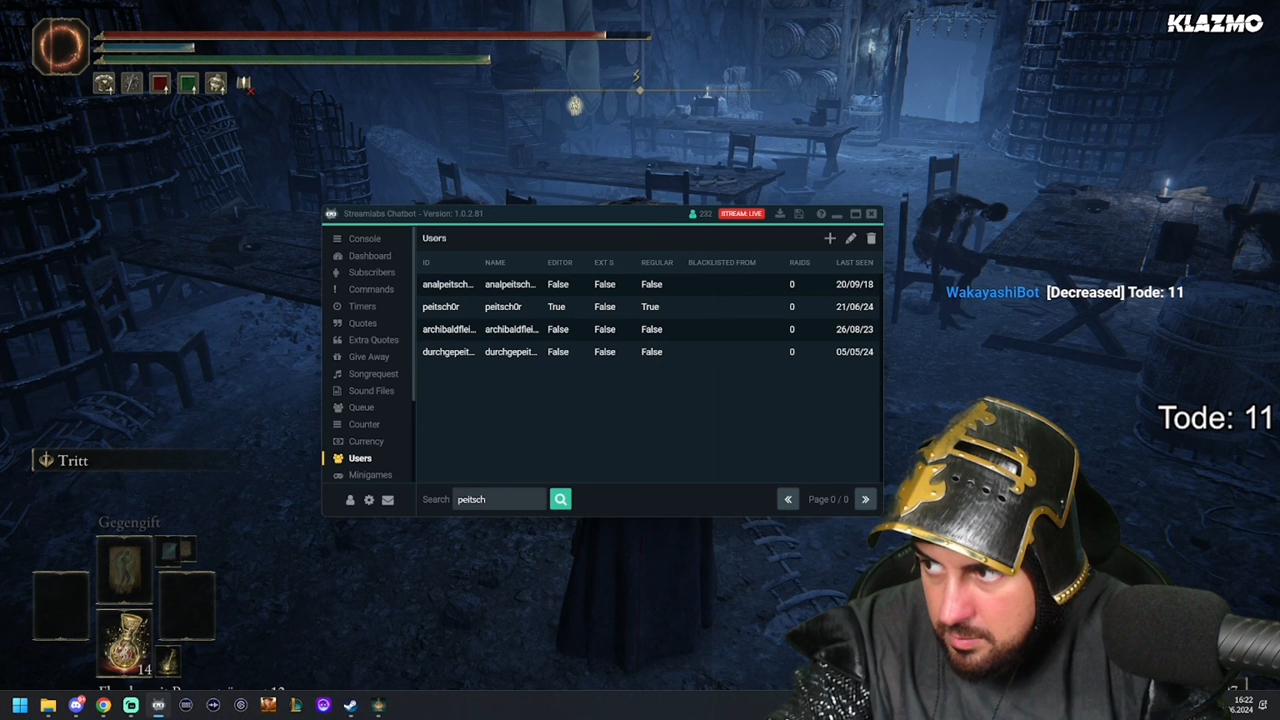 KLAZMO
Streamlabs Chatbot - Version: 1.0.2.81
232
STREAM: LIVE
Console
Dashboard
Subscribers
Commands
Timers
Quotes
Extra Quotes
Give Away
Songrequest
Sound Files
Queue
Counter
Currency
Users
Minigames
Users
ID NAME EDITOR EXT S REGULAR BLACKLISTED FROM RAIDS LAST SEEN
analpeitsch... analpeitsch... False False False 0 20/09/18
peitsch0r peitsch0r True False True 0 21/06/24
archibaldflei... archibaldflei... False False False 0 26/08/23
durchgepeit... durchgepeit... False False False 0 05/05/24
Search peitsch
Page 0 / 0
WakayashiBot [Decreased] Tode: 11
Tode: 11
Tritt
Gegengift
14
16:22